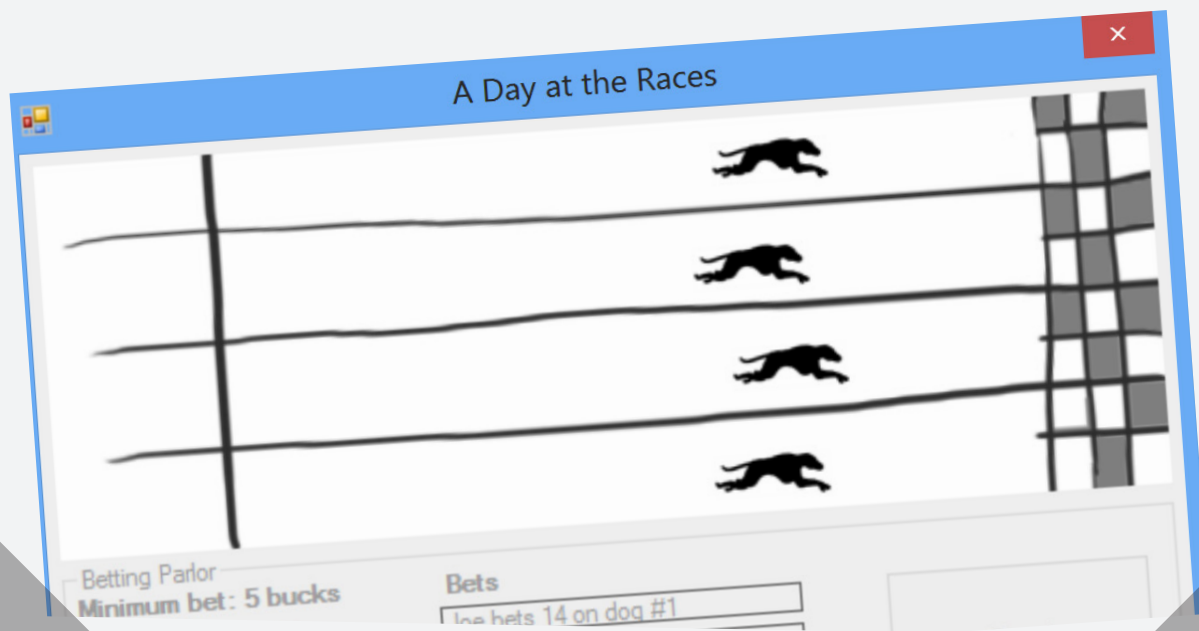 A Day at the Races
Betting Parlor
Minimum bet: 5 bucks
Bets
Joe bets 14 on dog #1